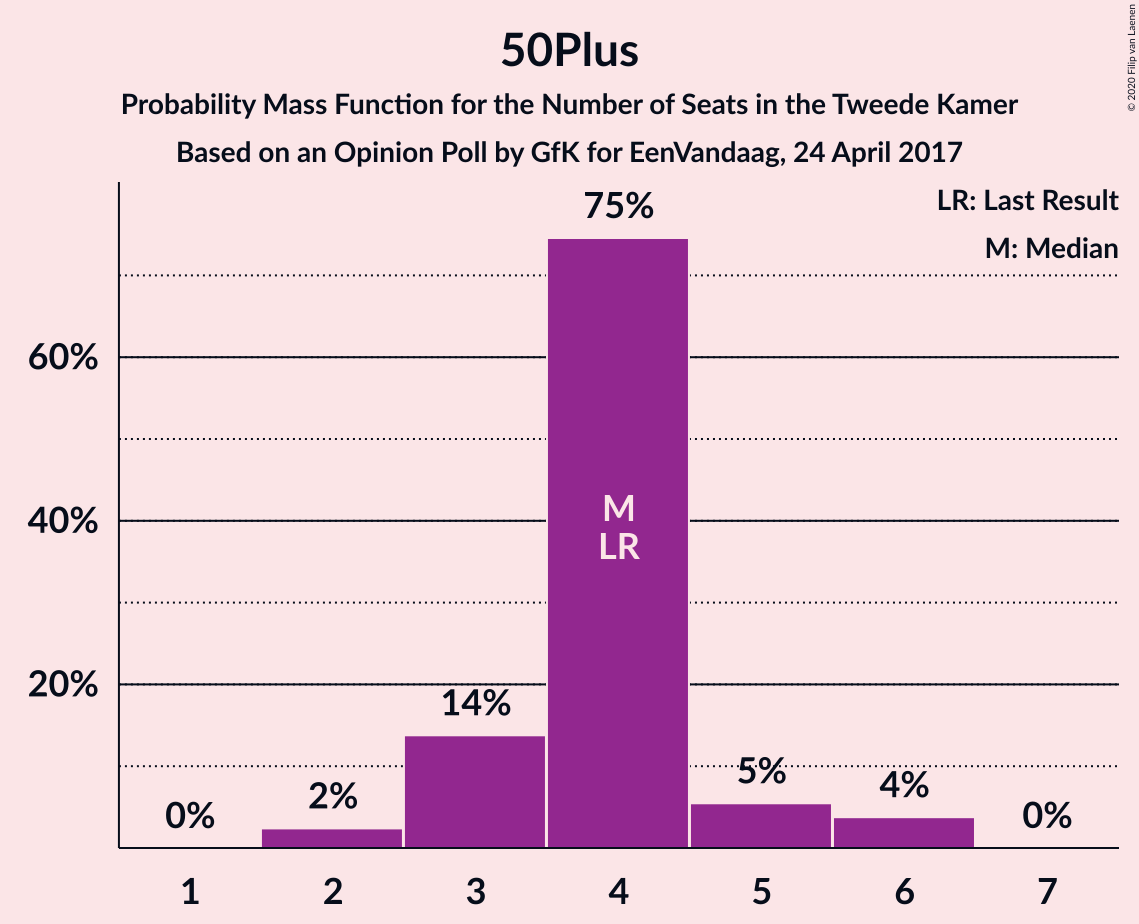 50Plus
Probability Mass Function for the Number of Seats in the Tweede Kamer
Based on an Opinion Poll by GfK for EenVandaag, 24 April 2017
© 2020 Filip van Laenen
LR: Last Result
M: Median
75%
60%
40%
M
LR
20%
14%
5%
4%
2%
0%
0%
1 2 3 4 5 6 7